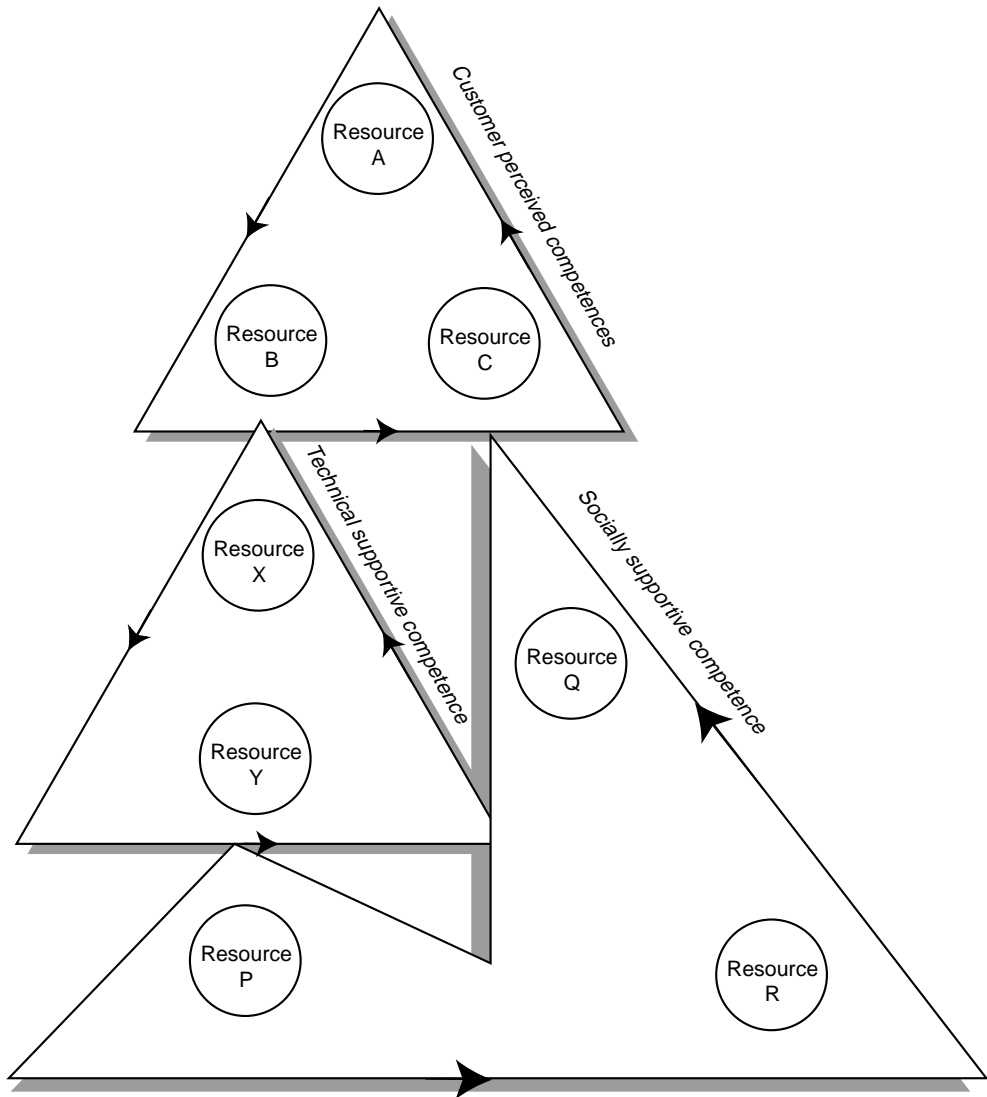 Customer perceived competences
Resource
A
Resource
B
Resource
C
Technical supportive competence
Socially supportive competence
Resource
X
Resource
Q
Resource
Y
Resource
P
Resource
R